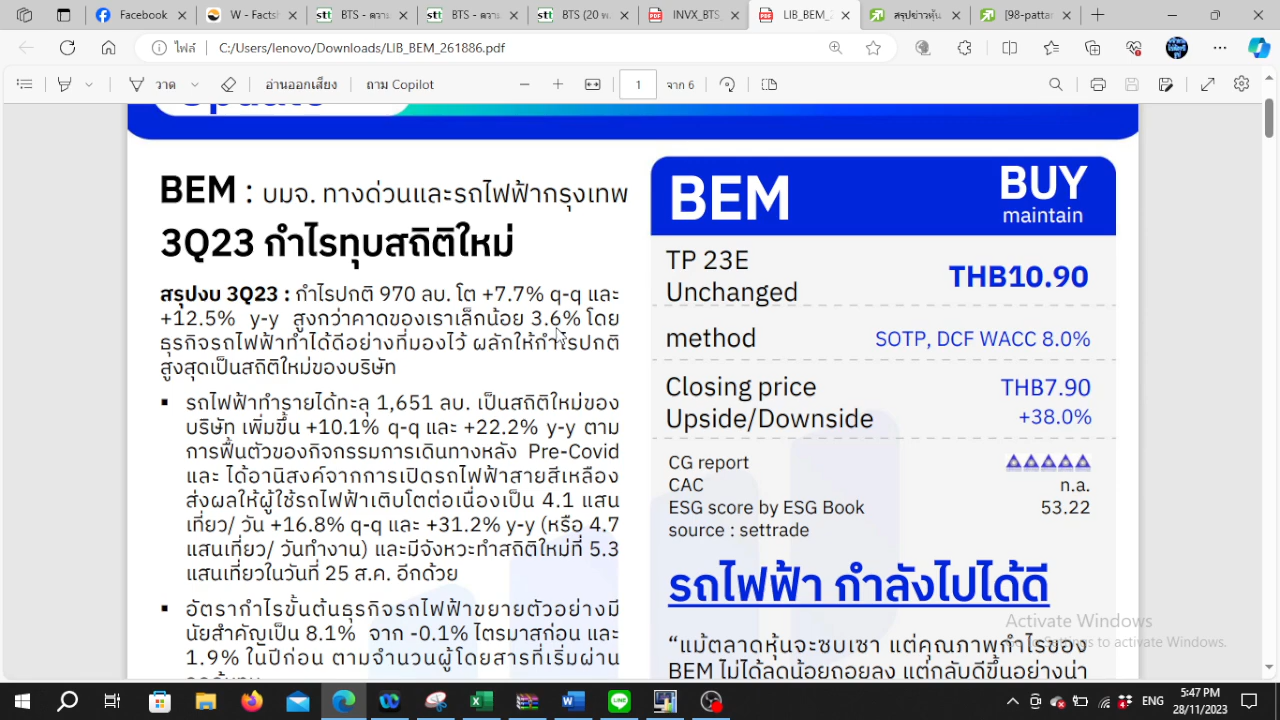 Facebook
W - Factsh
BTS - ความ
BTS - ความ
BTS (20 พ.
INVX_BTS_
LIB_BEM_2
สรุปข่าวหุ้น
[98-pattar
ไฟล์
C:/Users/lenovo/Downloads/LIB_BEM_261886.pdf
วาด
อ่านออกเสียง
ถาม Copilot
1
จาก 6
Update
BEM : บมจ. ทางด่วนและรถไฟฟ้ากรุงเทพ
3Q23 กำไรทุบสถิติใหม่
สรุปงบ 3Q23 : กำไรปกติ 970 ลบ. โต +7.7% q-q และ
+12.5% y-y สูงกว่าคาดของเราเล็กน้อย 3.6% โดย
ธุรกิจรถไฟฟ้าทำได้ดีอย่างที่มองไว้ ผลักให้กำไรปกติ
สูงสุดเป็นสถิติใหม่ของบริษัท
▪ รถไฟฟ้าทำรายได้ทะลุ 1,651 ลบ. เป็นสถิติใหม่ของ
บริษัท เพิ่มขึ้น +10.1% q-q และ +22.2% y-y ตาม
การฟื้นตัวของกิจกรรมการเดินทางหลัง Pre-Covid
และ ได้อานิสงค์จากการเปิดรถไฟฟ้าสายสีเหลือง
ส่งผลให้ผู้ใช้รถไฟฟ้าเติบโตต่อเนื่องเป็น 4.1 แสน
เที่ยว/ วัน +16.8% q-q และ +31.2% y-y (หรือ 4.7
แสนเที่ยว/ วันทำงาน) และมีจังหวะทำสถิติใหม่ที่ 5.3
แสนเที่ยวในวันที่ 25 ส.ค. อีกด้วย
▪ อัตรากำไรขั้นต้นธุรกิจรถไฟฟ้าขยายตัวอย่างมี
นัยสำคัญเป็น 8.1% จาก -0.1% ไตรมาสก่อน และ
1.9% ในปีก่อน ตามจำนวนผู้โดยสารที่เริ่มผ่าน
BEM
BUY
maintain
TP 23E
Unchanged
THB10.90
method
SOTP, DCF WACC 8.0%
Closing price
THB7.90
Upside/Downside
+38.0%
CG report
CAC
n.a.
ESG score by ESG Book
53.22
source : settrade
รถไฟฟ้า กำลังไปได้ดี
“แม้ตลาดหุ้นจะซบเซา แต่คุณภาพกำไรของ
BEM ไม่ได้ลดน้อยถอยลง แต่กลับดีขึ้นอย่างน่า
Activate Windows
Go to Settings to activate Windows.
ENG
5:47 PM
28/11/2023